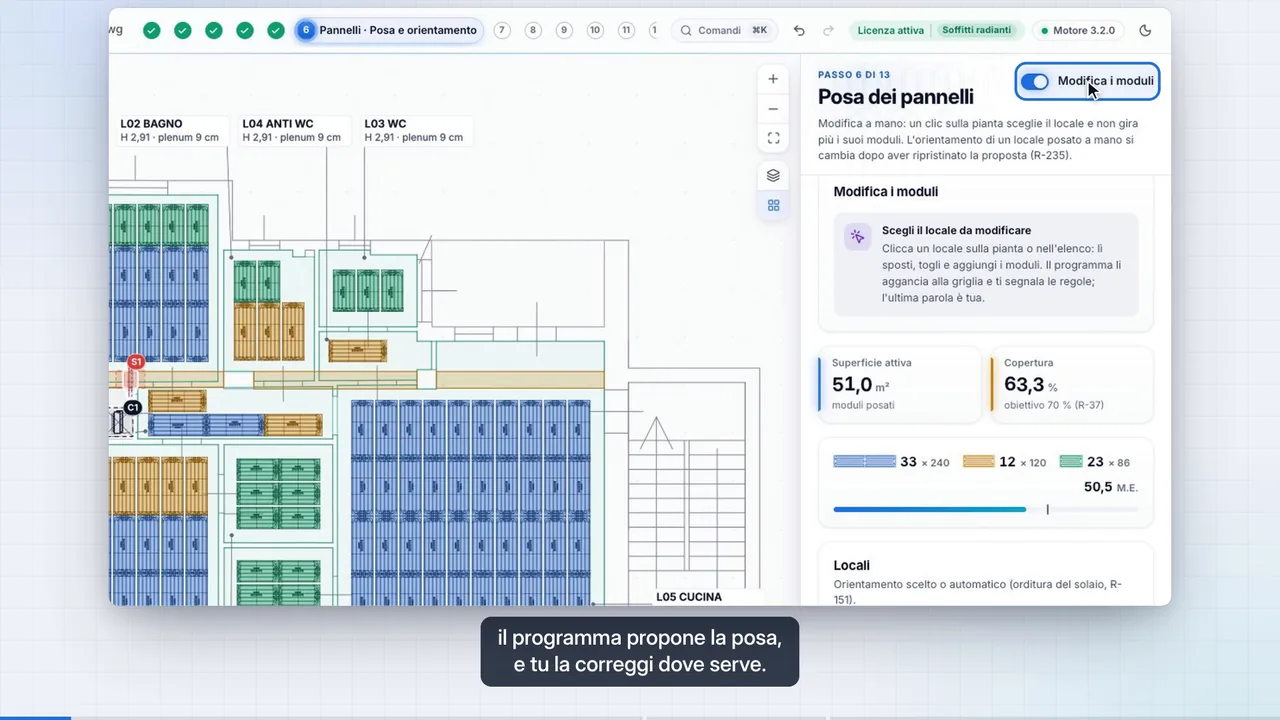 wg
6 Pannelli · Posa e orientamento
7
8
9
10
11
1
Comandi ⌘K
Licenza attiva
Soffitti radianti
Motore 3.2.0
L02 BAGNO
H 2,91 · plenum 9 cm
L04 ANTI WC
H 2,91 · plenum 9 cm
L03 WC
H 2,91 · plenum 9 cm
S1
C1
L05 CUCINA
PASSO 6 DI 13
Modifica i moduli
Posa dei pannelli
Modifica a mano: un clic sulla pianta sceglie il locale e non gira
più i suoi moduli. L'orientamento di un locale posato a mano si
cambia dopo aver ripristinato la proposta (R-235).
Modifica i moduli
Scegli il locale da modificare
Clicca un locale sulla pianta o nell'elenco: lì
sposti, togli e aggiungi i moduli. Il programma li
aggancia alla griglia e ti segnala le regole;
l'ultima parola è tua.
Superficie attiva
51,0 m²
moduli posati
Copertura
63,3 %
obiettivo 70 % (R-37)
33 × 240
12 × 120
23 × 86
50,5 M.E.
Locali
Orientamento scelto o automatico (orditura del solaio, R-
151).
il programma propone la posa,
e tu la correggi dove serve.